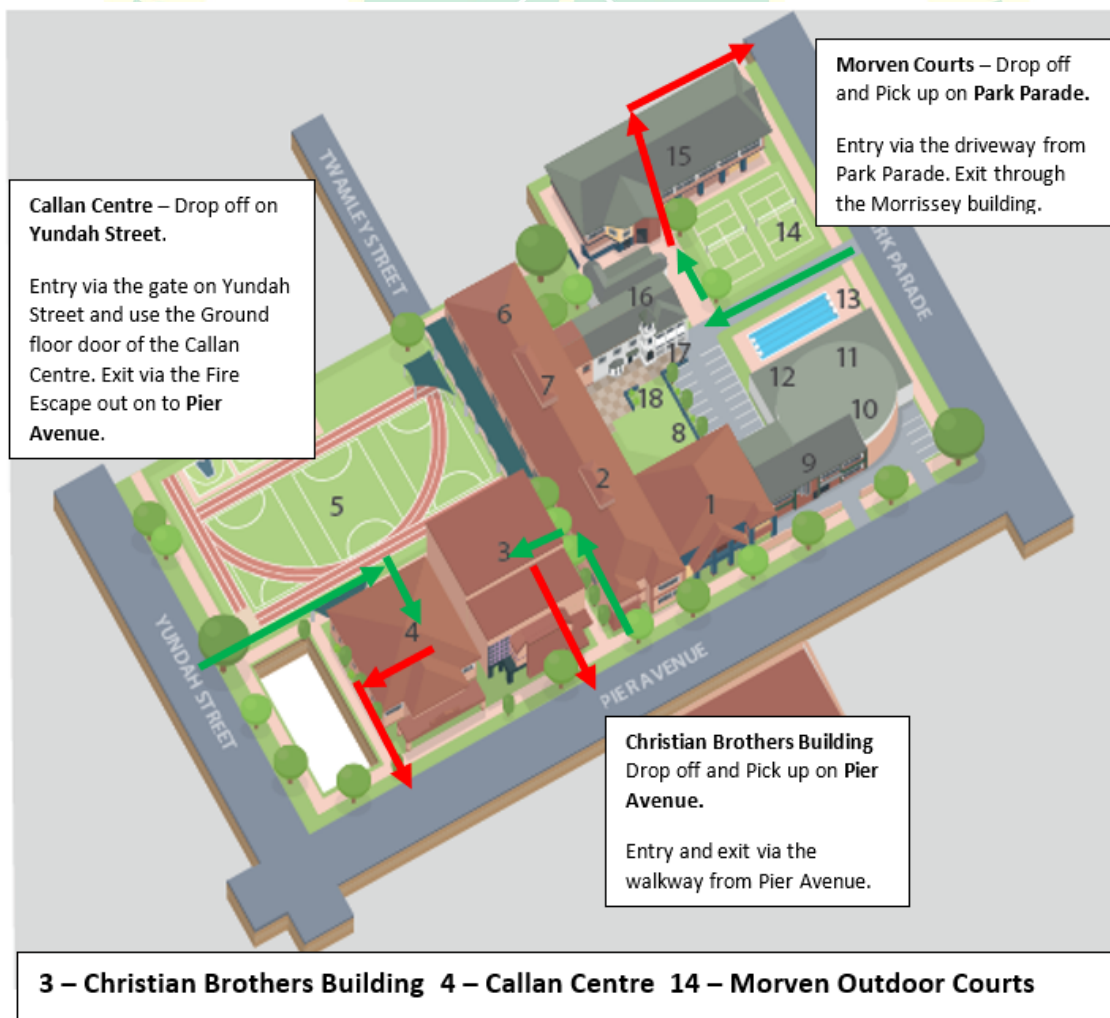 Morven Courts – Drop off
and Pick up on Park Parade.
Entry via the driveway from
Park Parade. Exit through
the Morrissey building.
Callan Centre – Drop off on
Yundah Street.
Entry via the gate on Yundah
Street and use the Ground
floor door of the Callan
Centre. Exit via the Fire
Escape out on to Pier
Avenue.
TWAMLEY STREET
ARK PARADE
15
14
13
16
6
7
17
18
8
12
11
10
9
2
1
5
3
4
YUNDAH STREET
PIER AVENUE
Christian Brothers Building
Drop off and Pick up on Pier
Avenue.
Entry and exit via the
walkway from Pier Avenue.
3 – Christian Brothers Building 4 – Callan Centre 14 – Morven Outdoor Courts